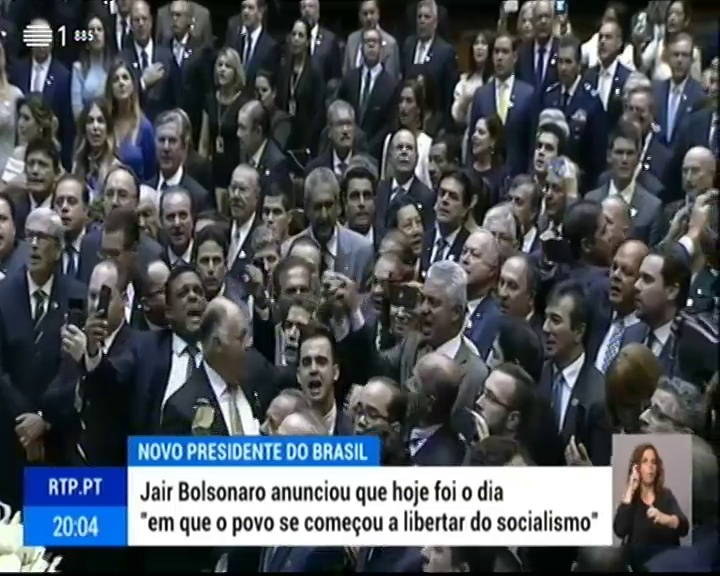 1 885
NOVO PRESIDENTE DO BRASIL
RTP.PT
Jair Bolsonaro anunciou que hoje foi o dia
20:04
"em que o povo se começou a libertar do socialismo"